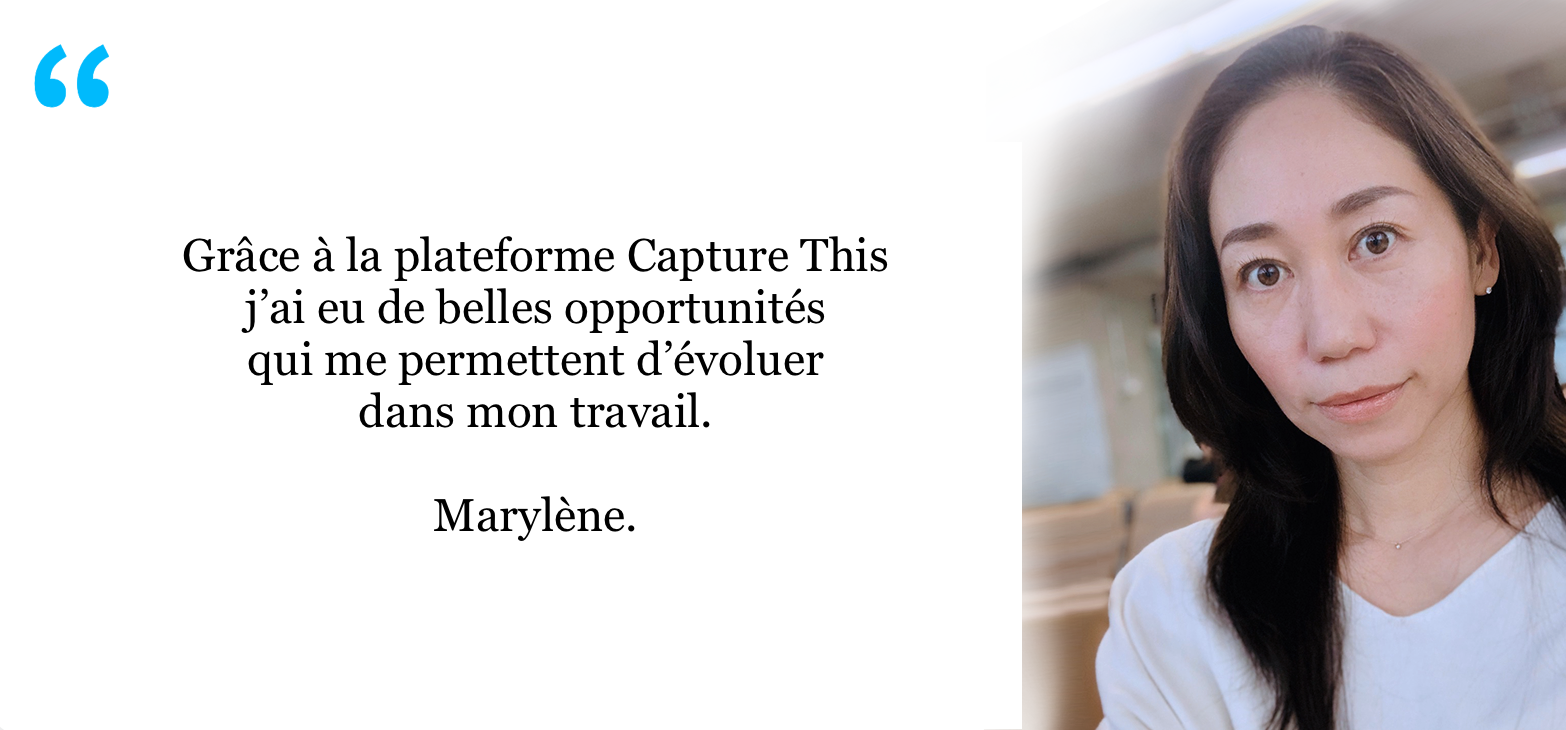 “
Grâce à la plateforme Capture This
j’ai eu de belles opportunités
qui me permettent d’évoluer
dans mon travail.
Marylène.